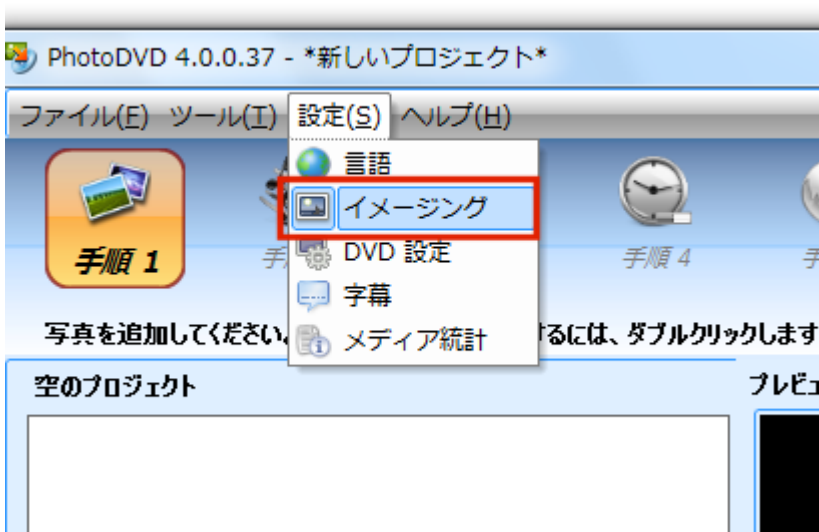 PhotoDVD 4.0.0.37 - *新しいプロジェクト*
ファイル(F) ツール(T) 設定(S) ヘルプ(H)
言語
イメージング
DVD 設定
字幕
メディア統計
手順 1
手順 4
写真を追加してください。
るには、ダブルクリックします
空のプロジェクト
プレビュ